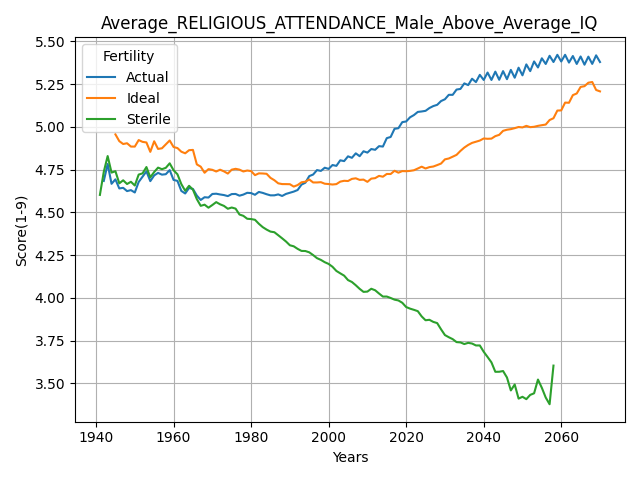 Average_RELIGIOUS_ATTENDANCE_Male_Above_Average_IQ
Score(1-9)
5.50
5.25
5.00
4.75
4.50
4.25
4.00
3.75
3.50
Fertility
Actual
Ideal
Sterile
1940 1960 1980 2000 2020 2040 2060
Years